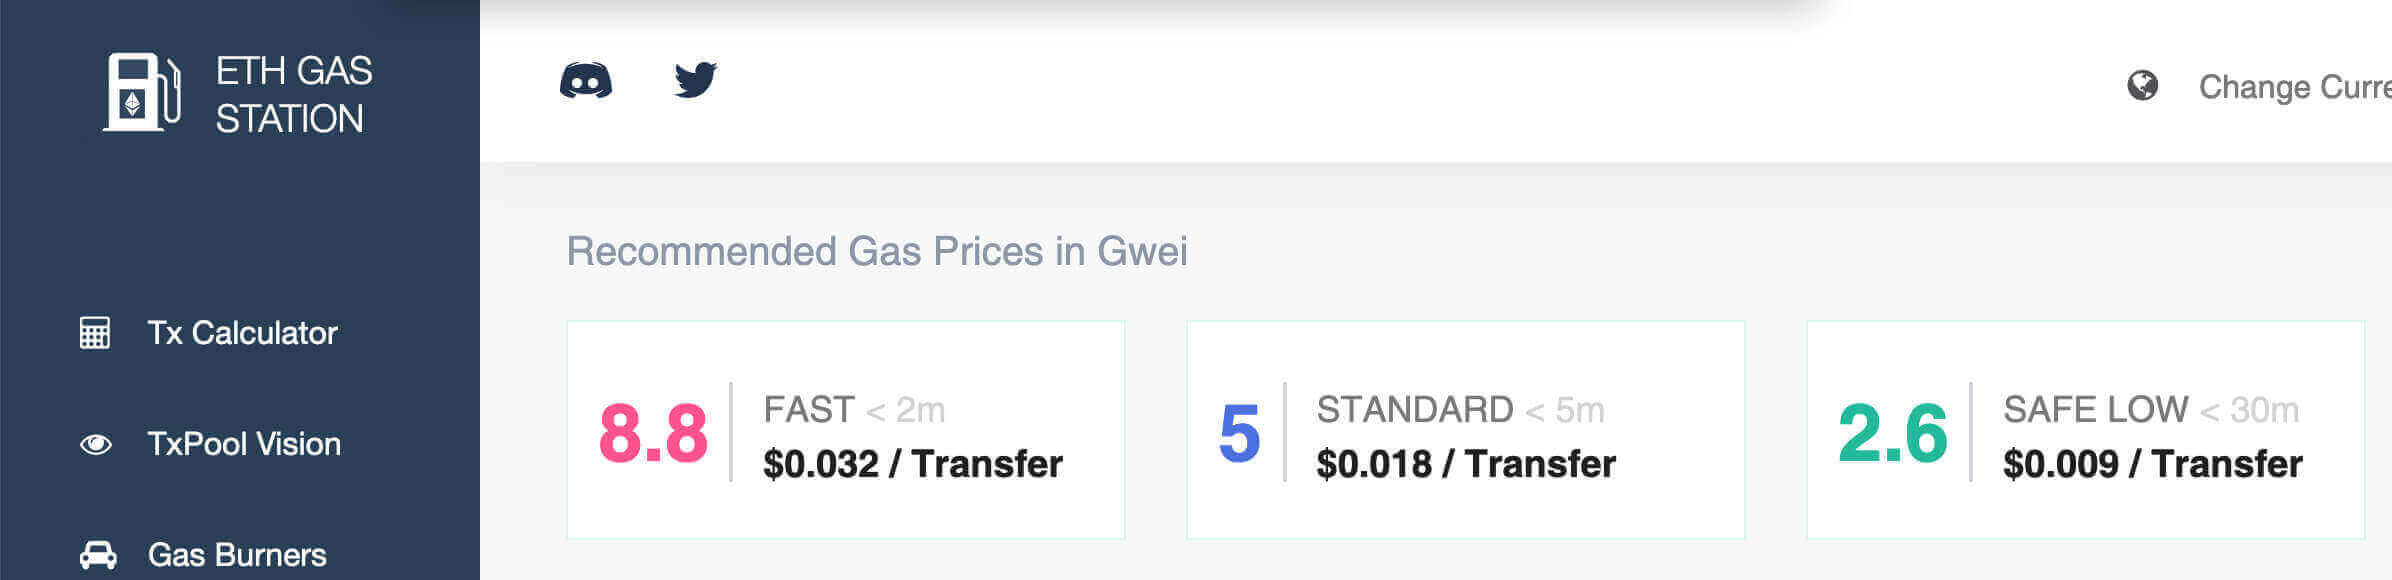 ETH GAS
STATION
Change Curre
Tx Calculator
TxPool Vision
Gas Burners
Recommended Gas Prices in Gwei
8.8
FAST < 2m
$0.032 / Transfer
5
STANDARD < 5m
$0.018 / Transfer
2.6
SAFE LOW < 30m
$0.009 / Transfer